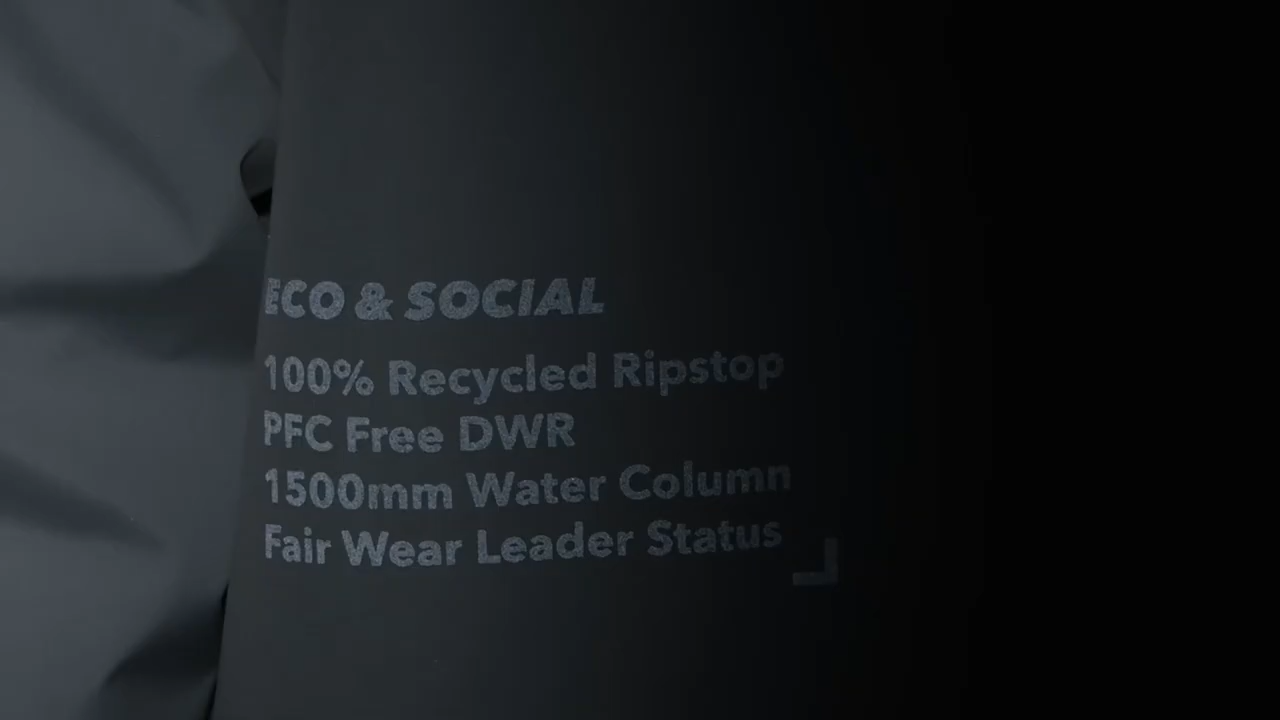 ECO & SOCIAL
100% Recycled Ripstop
PFC Free DWR
1500mm Water Column
Fair Wear Leader Status